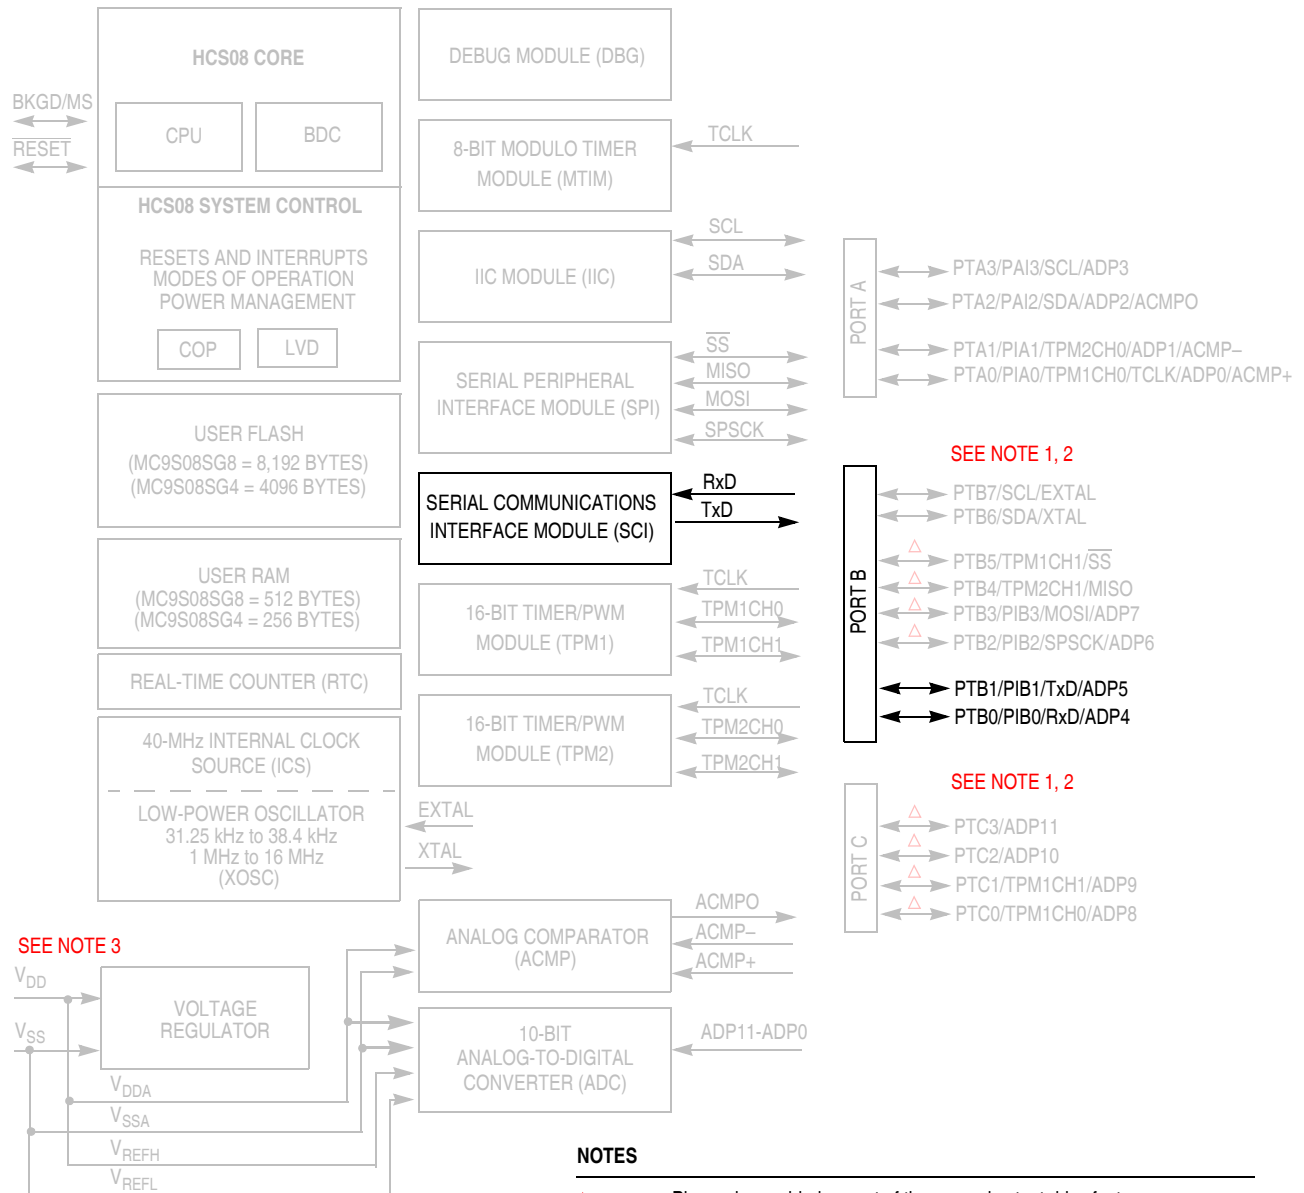 HCS08 CORE
CPU
BDC
BKGD/MS
RESET
HCS08 SYSTEM CONTROL
RESETS AND INTERRUPTS
MODES OF OPERATION
POWER MANAGEMENT
COP
LVD
USER FLASH
(MC9S08SG8 = 8,192 BYTES)
(MC9S08SG4 = 4096 BYTES)
USER RAM
(MC9S08SG8 = 512 BYTES)
(MC9S08SG4 = 256 BYTES)
REAL-TIME COUNTER (RTC)
40-MHz INTERNAL CLOCK
SOURCE (ICS)
LOW-POWER OSCILLATOR
31.25 kHz to 38.4 kHz
1 MHz to 16 MHz
(XOSC)
EXTAL
XTAL
SEE NOTE 3
VDD
VSS
VOLTAGE
REGULATOR
VDDA
VSSA
VREFH
VREFL
DEBUG MODULE (DBG)
8-BIT MODULO TIMER
MODULE (MTIM)
TCLK
IIC MODULE (IIC)
SCL
SDA
SERIAL PERIPHERAL
INTERFACE MODULE (SPI)
SS
MISO
MOSI
SPSCK
SERIAL COMMUNICATIONS
INTERFACE MODULE (SCI)
RxD
TxD
16-BIT TIMER/PWM
MODULE (TPM1)
TCLK
TPM1CH0
TPM1CH1
16-BIT TIMER/PWM
MODULE (TPM2)
TCLK
TPM2CH0
TPM2CH1
ANALOG COMPARATOR
(ACMP)
ACMPO
ACMP–
ACMP+
10-BIT
ANALOG-TO-DIGITAL
CONVERTER (ADC)
ADP11-ADP0
PORT A
PTA3/PAI3/SCL/ADP3
PTA2/PAI2/SDA/ADP2/ACMPO
PTA1/PIA1/TPM2CH0/ADP1/ACMP–
PTA0/PIA0/TPM1CH0/TCLK/ADP0/ACMP+
SEE NOTE 1, 2
PORT B
PTB7/SCL/EXTAL
PTB6/SDA/XTAL
PTB5/TPM1CH1/SS
PTB4/TPM2CH1/MISO
PTB3/PIB3/MOSI/ADP7
PTB2/PIB2/SPSCK/ADP6
PTB1/PIB1/TxD/ADP5
PTB0/PIB0/RxD/ADP4
SEE NOTE 1, 2
PORT C
PTC3/ADP11
PTC2/ADP10
PTC1/TPM1CH1/ADP9
PTC0/TPM1CH0/ADP8
NOTES